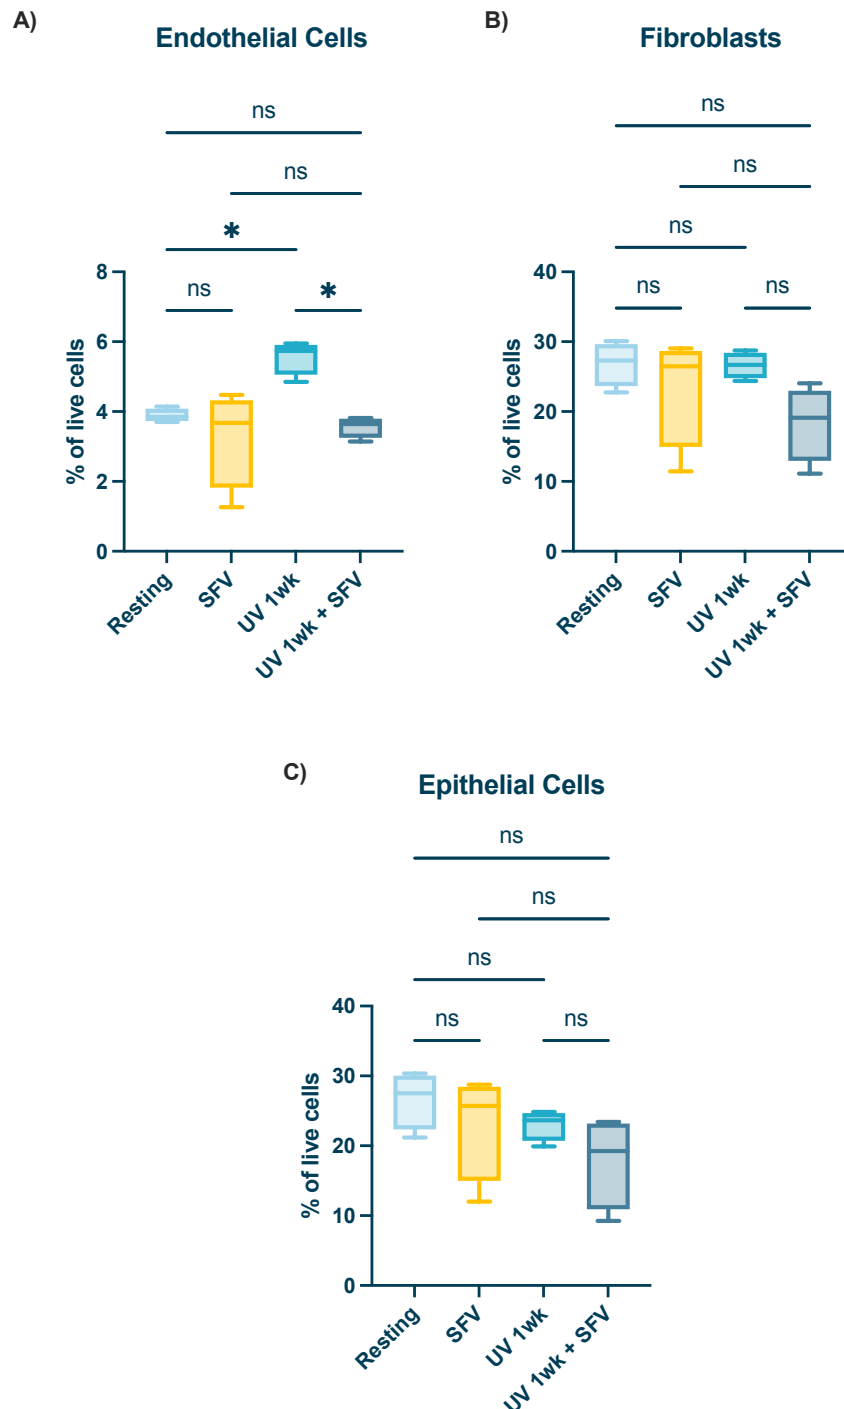 A)
Endothelial Cells
ns
ns
*
ns
*
% of live cells
8
6
4
2
0
Resting
SFV
UV 1wk
UV 1wk + SFV
B)
Fibroblasts
ns
ns
ns
ns
ns
% of live cells
40
30
20
10
0
Resting
SFV
UV 1wk
UV 1wk + SFV
C)
Epithelial Cells
ns
ns
ns
ns
ns
% of live cells
40
30
20
10
0
Resting
SFV
UV 1wk
UV 1wk + SFV